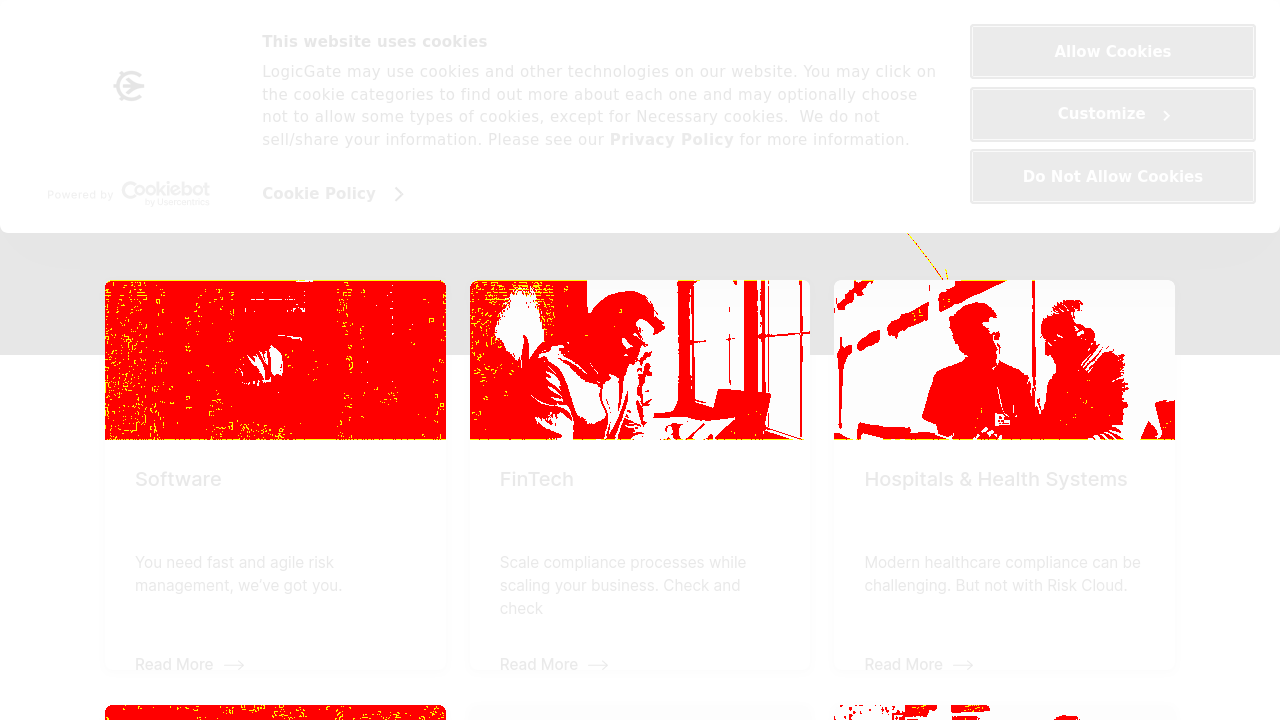 This website uses cookies
LogicGate may use cookies and other technologies on our website. You may click on
the cookie categories to find out more about each one and may optionally choose
not to allow some types of cookies, except for Necessary cookies.  We do not
sell/share your information. Please see our Privacy Policy for more information.
Cookie Policy
Powered by Cookiebot
by Usercentrics
Allow Cookies
Customize
Do Not Allow Cookies
Software
You need fast and agile risk
management, we've got you.
Read More
FinTech
Scale compliance processes while
scaling your business. Check and
check
Read More
Hospitals & Health Systems
Modern healthcare compliance can be
challenging. But not with Risk Cloud.
Read More